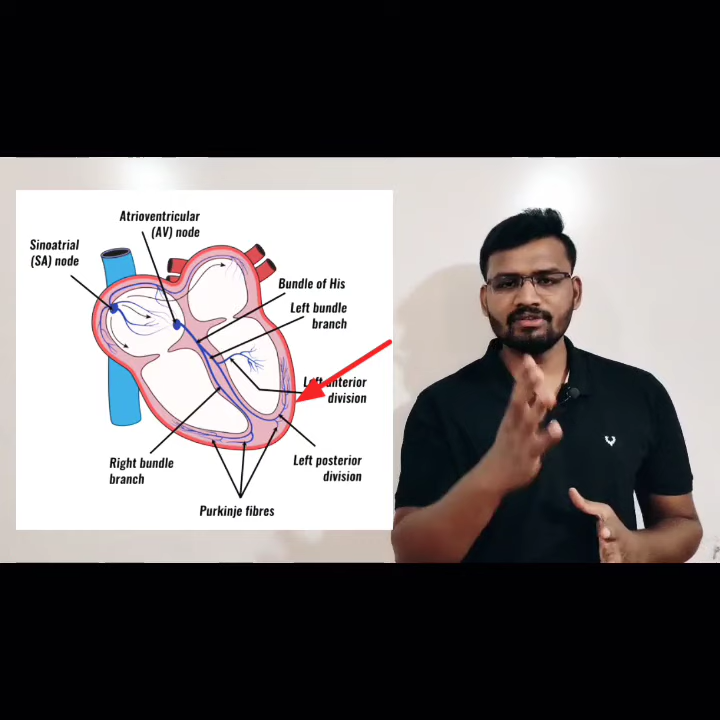 Atrioventricular
(AV) node
Sinoatrial
(SA) node
Bundle of His
Left bundle
branch
Left anterior
division
Right bundle
branch
Left posterior
division
Purkinje fibres